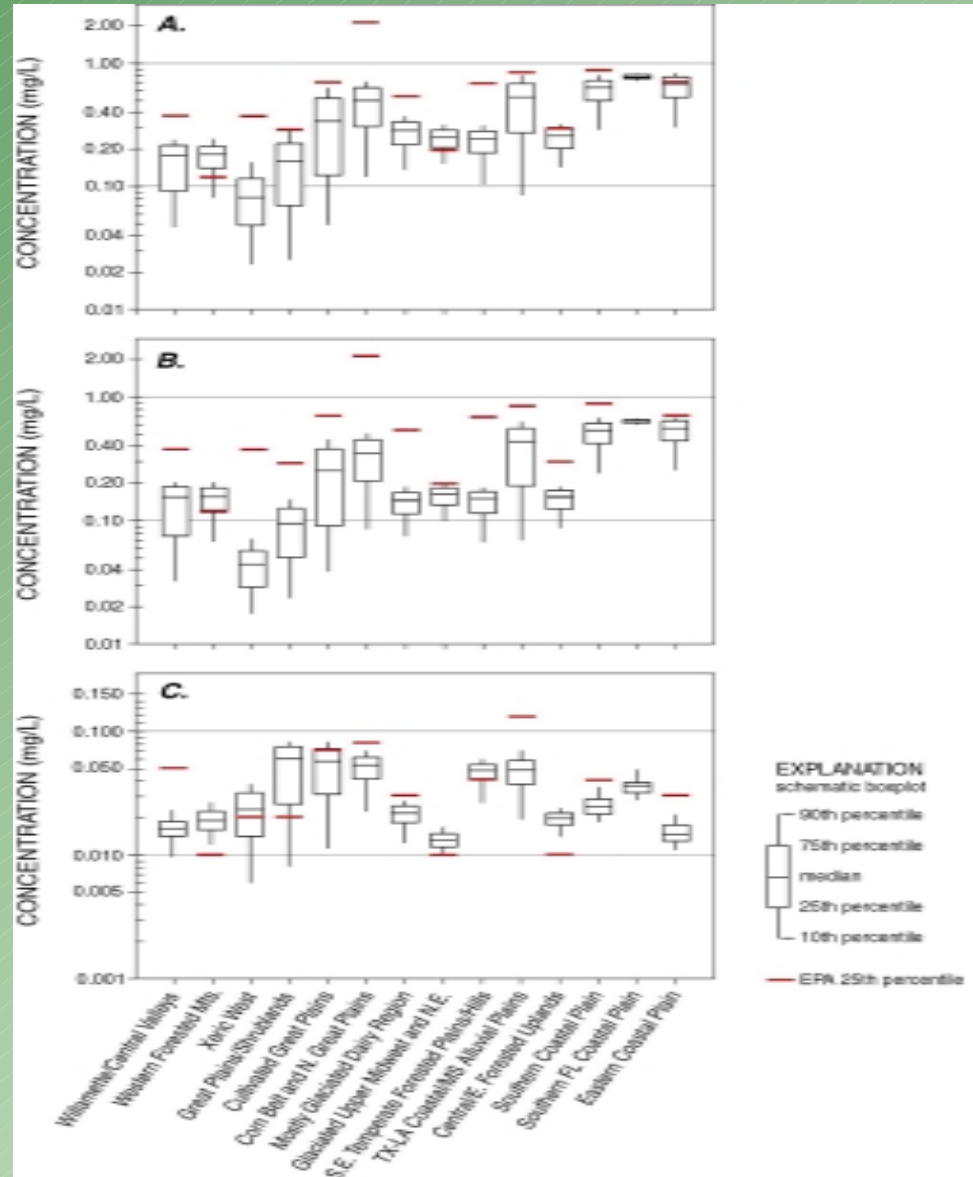 A.
CONCENTRATION (mg/L)
2.00
1.00
0.40
0.20
0.10
0.04
0.02
0.01
B.
CONCENTRATION (mg/L)
2.00
1.00
0.40
0.20
0.10
0.04
0.02
0.01
C.
CONCENTRATION (mg/L)
0.150
0.100
0.050
0.010
0.005
0.001
EXPLANATION
schematic boxplot
90th percentile
75th percentile
median
25th percentile
10th percentile
EPA 25th percentile
Willamette/Central Valleys
Western Forested Mts.
Xeric West
Great Plains/Shrublands
Cultivated Great Plains
Corn Belt and N. Great Plains
Mostly Glaciated Dairy Region
Glaciated Upper Midwest and N.E.
S.E. Temperate Forested Plains/Hills
TX-LA Coastal/MS Alluvial Plains
Central/E. Forested Uplands
Southern Coastal Plain
Southern FL Coastal Plain
Eastern Coastal Plain